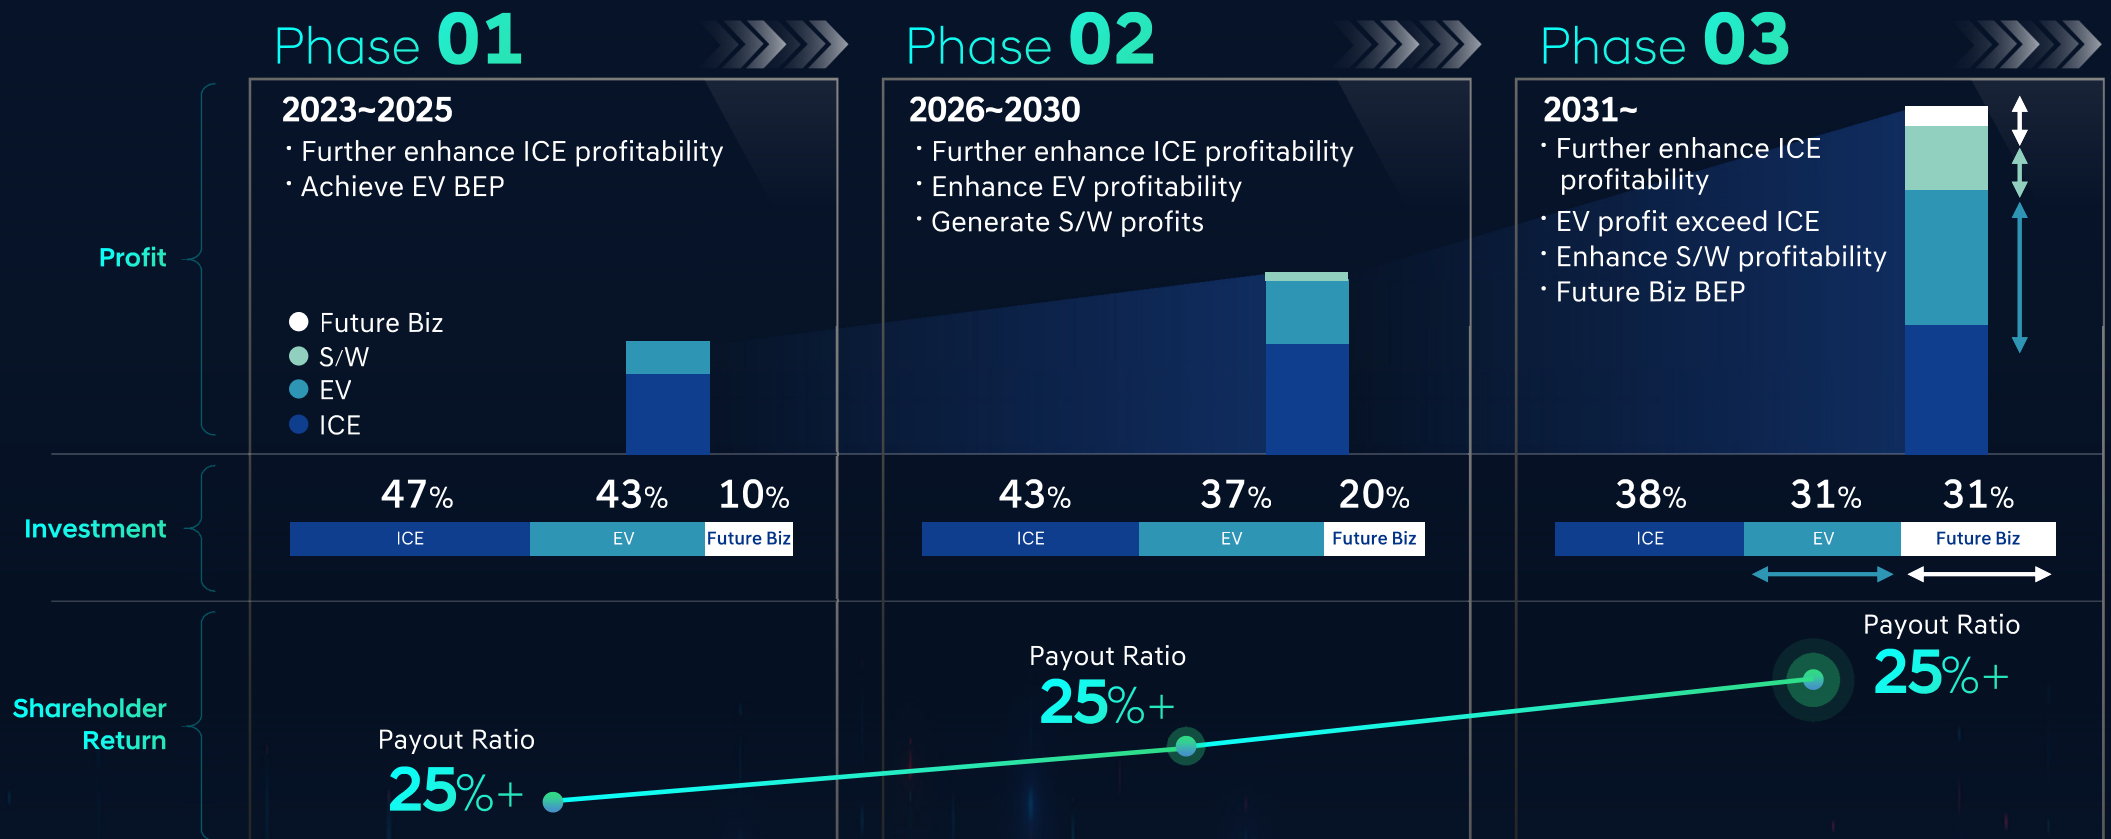 Phase 01
Phase 02
Phase 03
Profit
2023~2025
· Further enhance ICE profitability
· Achieve EV BEP
Future Biz
S/W
EV
ICE
2026~2030
· Further enhance ICE profitability
· Enhance EV profitability
· Generate S/W profits
2031~
· Further enhance ICE
profitability
· EV profit exceed ICE
· Enhance S/W profitability
· Future Biz BEP
Investment
47% 43% 10%
ICE EV Future Biz
43% 37% 20%
ICE EV Future Biz
38% 31% 31%
ICE EV Future Biz
Shareholder
Return
Payout Ratio
25%+
Payout Ratio
25%+
Payout Ratio
25%+